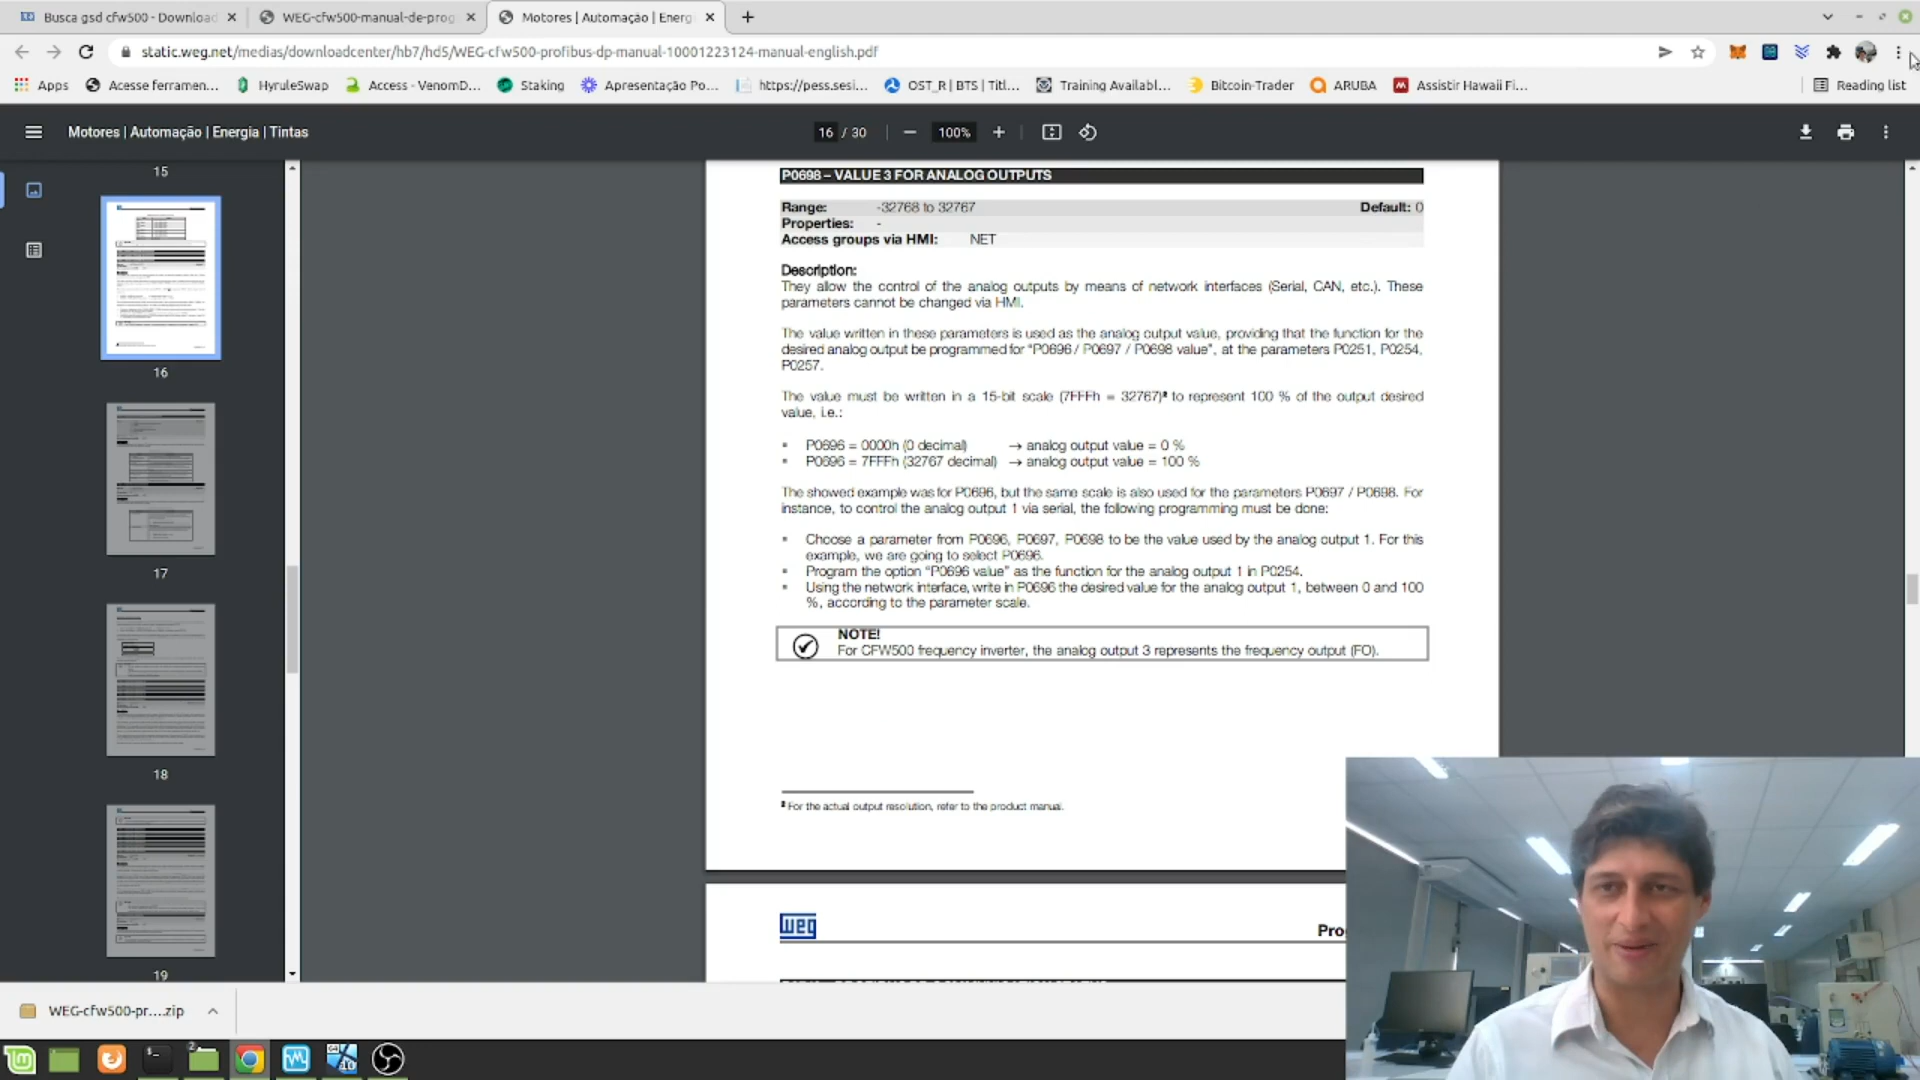 Busca gsd cfw500 - Download
WEG-cfw500-manual-de-prog
Motores | Automação | Energi
static.weg.net/medias/downloadcenter/hb7/hd5/WEG-cfw500-profibus-dp-manual-10001223124-manual-english.pdf
Apps
Acesse ferramen...
HyruleSwap
Access - VenomD...
Staking
Apresentação Po...
https://pess.sesi...
OST_R | BTS | Titl...
Training Availabl...
Bitcoin-Trader
ARUBA
Assistir Hawaii Fi...
Reading list
Motores | Automação | Energia | Tintas
16 / 30
100%
15
16
17
18
19
P0698 – VALUE 3 FOR ANALOG OUTPUTS
Range: -32768 to 32767 Default: 0
Properties: -
Access groups via HMI: NET
Description:
They allow the control of the analog outputs by means of network interfaces (Serial, CAN, etc.). These
parameters cannot be changed via HMI.
The value written in these parameters is used as the analog output value, providing that the function for the
desired analog output be programmed for “P0696 / P0697 / P0698 value”, at the parameters P0251, P0254,
P0257.
The value must be written in a 15-bit scale (7FFFh = 32767)² to represent 100 % of the output desired
value, i.e.:
▪ P0696 = 0000h (0 decimal) → analog output value = 0 %
▪ P0696 = 7FFFh (32767 decimal) → analog output value = 100 %
The showed example was for P0696, but the same scale is also used for the parameters P0697 / P0698. For
instance, to control the analog output 1 via serial, the following programming must be done:
▪ Choose a parameter from P0696, P0697, P0698 to be the value used by the analog output 1. For this
example, we are going to select P0696.
▪ Program the option “P0696 value” as the function for the analog output 1 in P0254.
▪ Using the network interface, write in P0696 the desired value for the analog output 1, between 0 and 100
%, according to the parameter scale.
NOTE!
For CFW500 frequency inverter, the analog output 3 represents the frequency output (FO).
² For the actual output resolution, refer to the product manual.
weg
Pro
WEG-cfw500-pr....zip
2